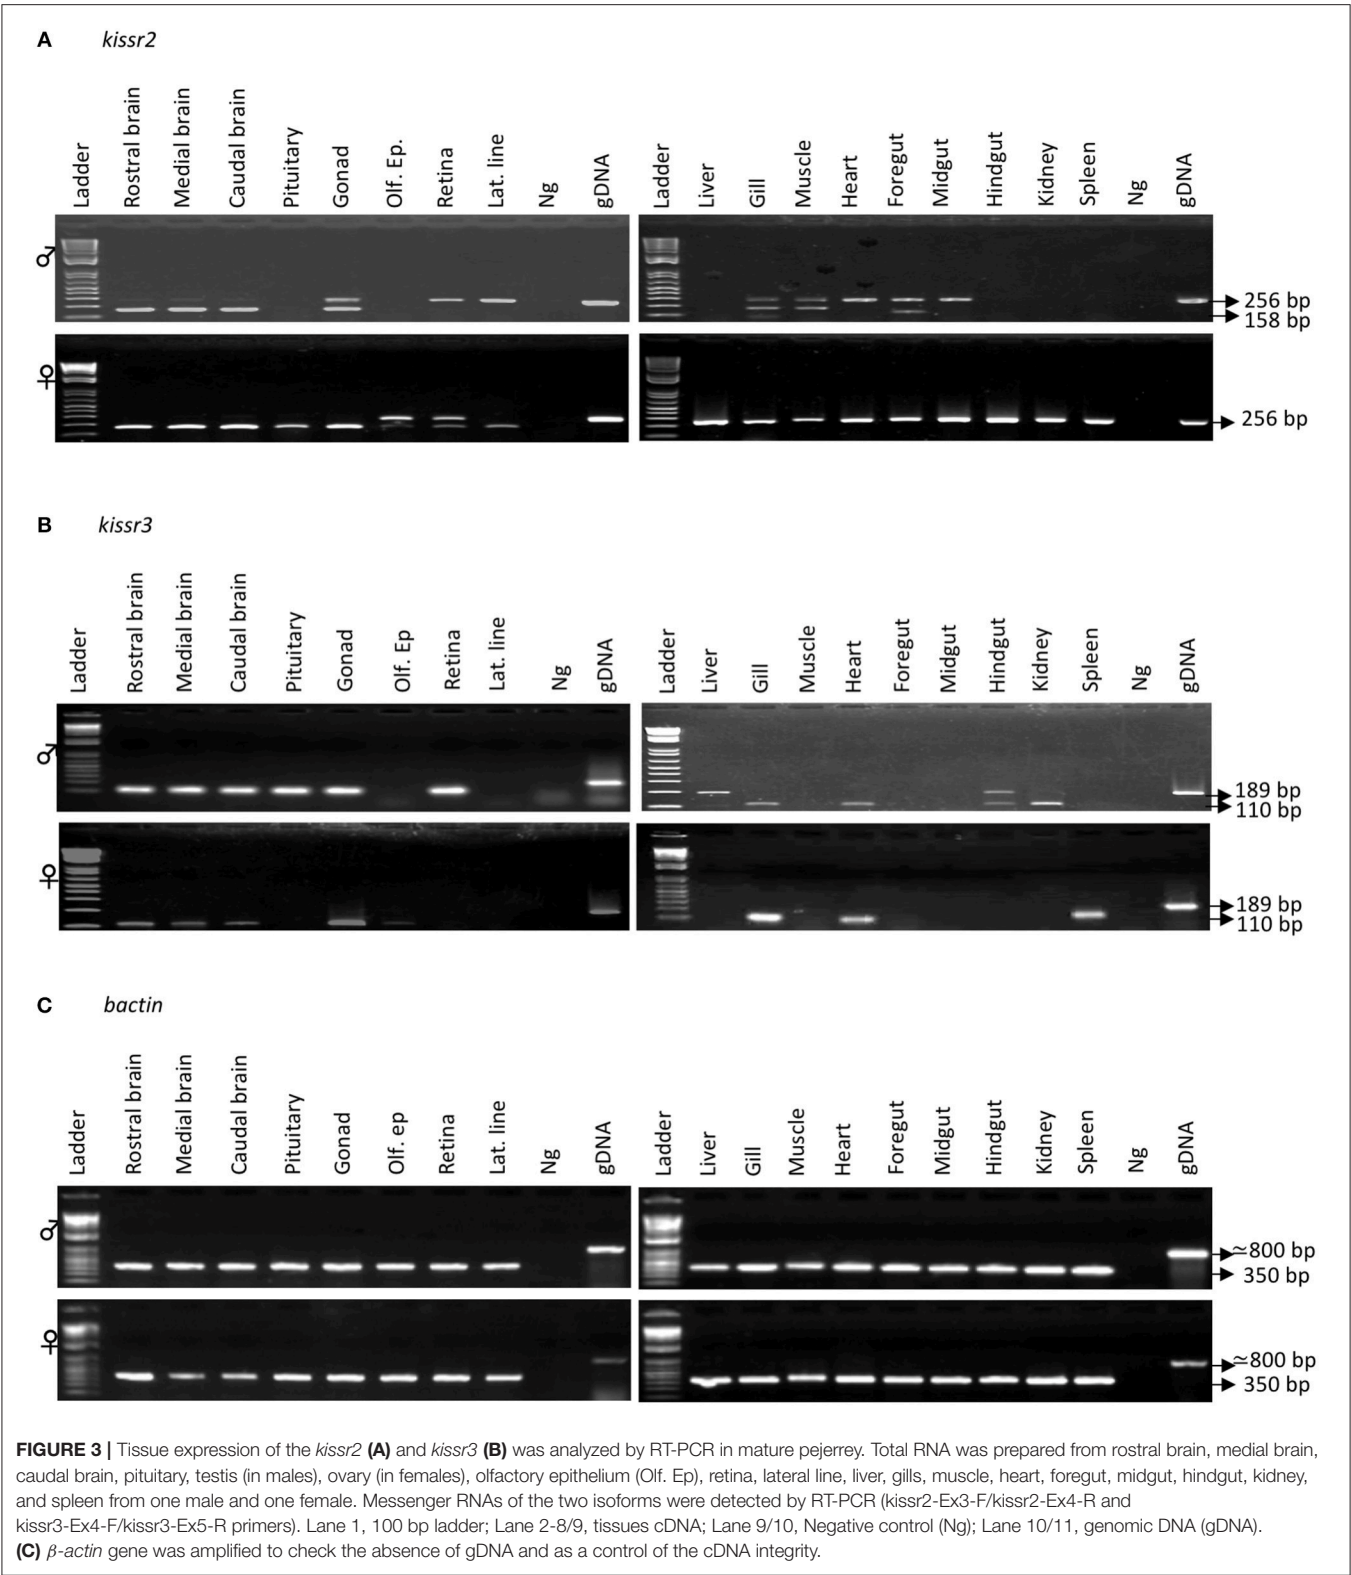 A kissr2
Ladder Rostral brain Medial brain Caudal brain Pituitary Gonad Olf. Ep. Retina Lat. line Ng gDNA Ladder Liver Gill Muscle Heart Foregut Midgut Hindgut Kidney Spleen Ng gDNA
♂ 256 bp
158 bp
♀ 256 bp
B kissr3
Ladder Rostral brain Medial brain Caudal brain Pituitary Gonad Olf. Ep Retina Lat. line Ng gDNA Ladder Liver Gill Muscle Heart Foregut Midgut Hindgut Kidney Spleen Ng gDNA
♂ 189 bp
110 bp
♀ 189 bp
110 bp
C bactin
Ladder Rostral brain Medial brain Caudal brain Pituitary Gonad Olf. ep Retina Lat. line Ng gDNA Ladder Liver Gill Muscle Heart Foregut Midgut Hindgut Kidney Spleen Ng gDNA
♂ ≃800 bp
350 bp
♀ ≃800 bp
350 bp
FIGURE 3 | Tissue expression of the kissr2 (A) and kissr3 (B) was analyzed by RT-PCR in mature pejerrey. Total RNA was prepared from rostral brain, medial brain,
caudal brain, pituitary, testis (in males), ovary (in females), olfactory epithelium (Olf. Ep), retina, lateral line, liver, gills, muscle, heart, foregut, midgut, hindgut, kidney,
and spleen from one male and one female. Messenger RNAs of the two isoforms were detected by RT-PCR (kissr2-Ex3-F/kissr2-Ex4-R and
kissr3-Ex4-F/kissr3-Ex5-R primers). Lane 1, 100 bp ladder; Lane 2-8/9, tissues cDNA; Lane 9/10, Negative control (Ng); Lane 10/11, genomic DNA (gDNA).
(C) β-actin gene was amplified to check the absence of gDNA and as a control of the cDNA integrity.